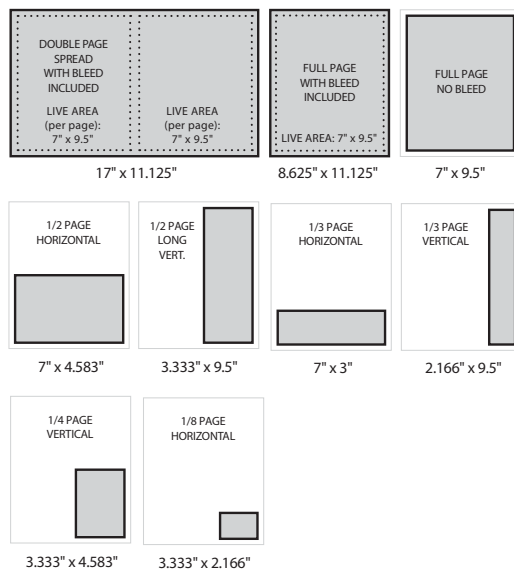 DOUBLE PAGE
SPREAD
WITH BLEED
INCLUDED
LIVE AREA
(per page):
7" x 9.5"
LIVE AREA
(per page):
7" x 9.5"
17" x 11.125"
FULL PAGE
WITH BLEED
INCLUDED
LIVE AREA: 7" x 9.5"
8.625" x 11.125"
FULL PAGE
NO BLEED
7" x 9.5"
1/2 PAGE
HORIZONTAL
7" x 4.583"
1/2 PAGE
LONG
VERT.
3.333" x 9.5"
1/3 PAGE
HORIZONTAL
7" x 3"
1/3 PAGE
VERTICAL
2.166" x 9.5"
1/4 PAGE
VERTICAL
3.333" x 4.583"
1/8 PAGE
HORIZONTAL
3.333" x 2.166"